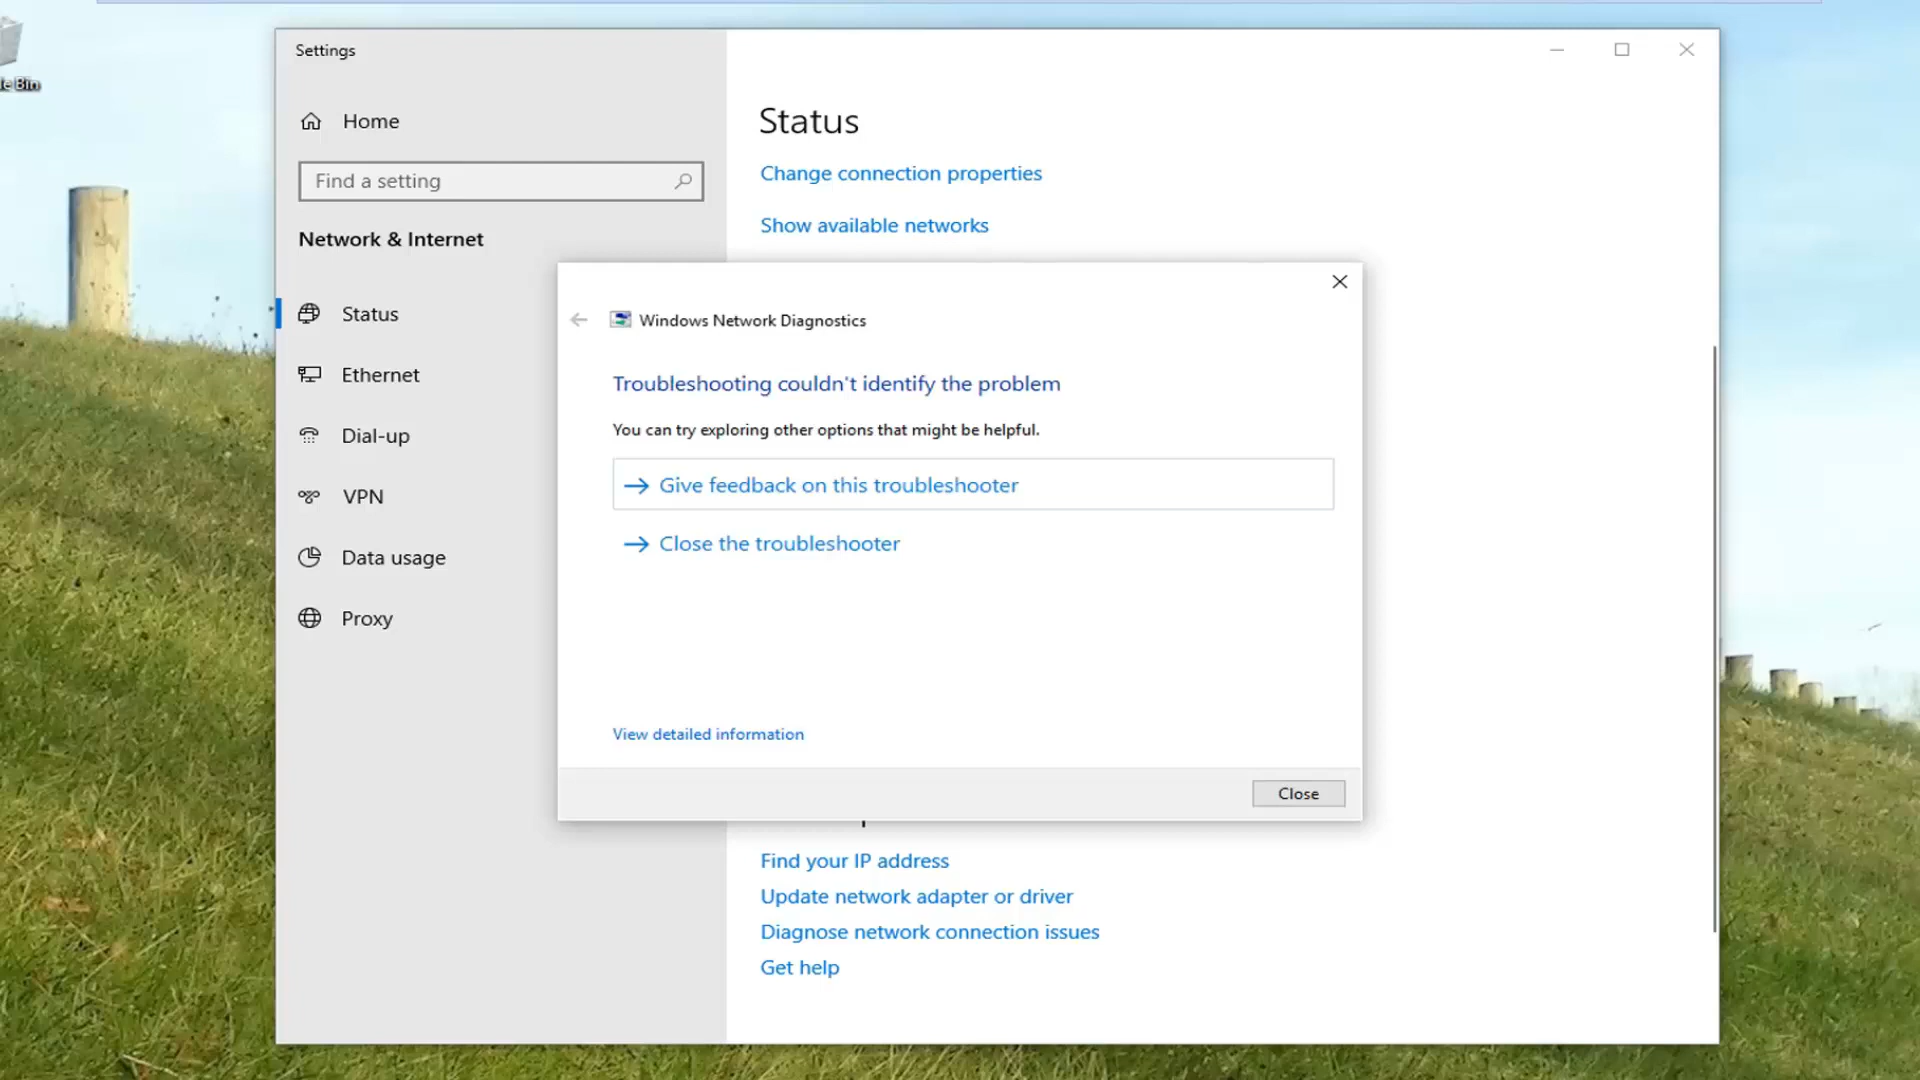 le Bin
Settings
Home
Find a setting
Network & Internet
Status
Ethernet
Dial-up
VPN
Data usage
Proxy
Status
Change connection properties
Show available networks
Windows Network Diagnostics
Troubleshooting couldn't identify the problem
You can try exploring other options that might be helpful.
Give feedback on this troubleshooter
Close the troubleshooter
View detailed information
Close
Find your IP address
Update network adapter or driver
Diagnose network connection issues
Get help